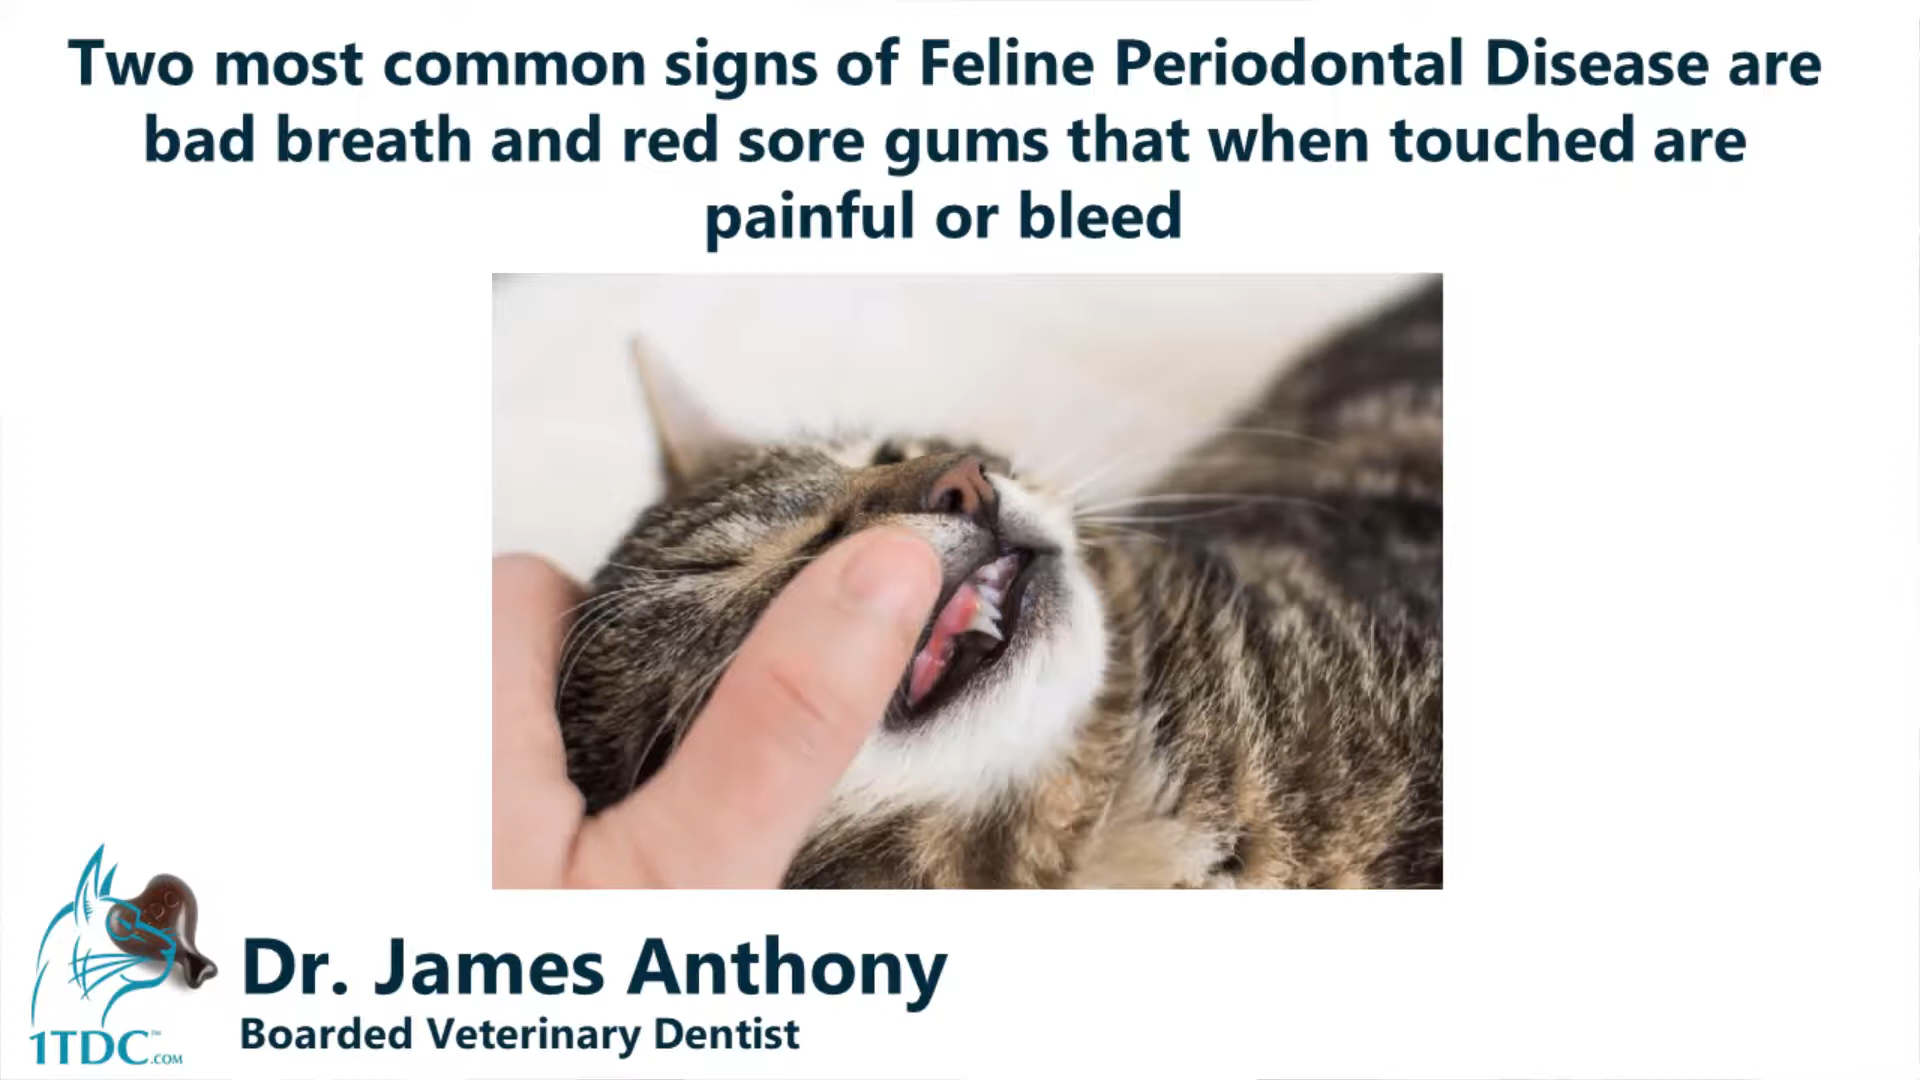 Two most common signs of Feline Periodontal Disease are
bad breath and red sore gums that when touched are
painful or bleed
Dr. James Anthony
Boarded Veterinary Dentist
1TDC™
.COM